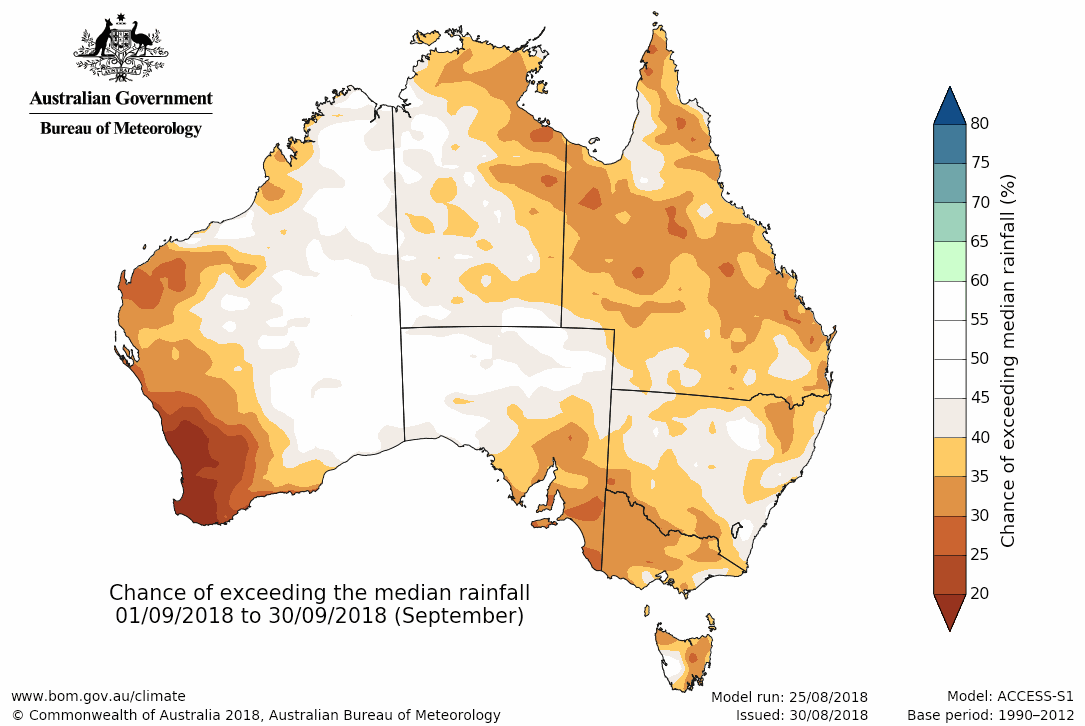 Australian Government
Bureau of Meteorology
80
75
70
65
60
55
50
45
40
35
30
25
20
Chance of exceeding median rainfall (%)
Chance of exceeding the median rainfall
01/09/2018 to 30/09/2018 (September)
www.bom.gov.au/climate
© Commonwealth of Australia 2018, Australian Bureau of Meteorology
Model run: 25/08/2018
Issued: 30/08/2018
Model: ACCESS-S1
Base period: 1990–2012